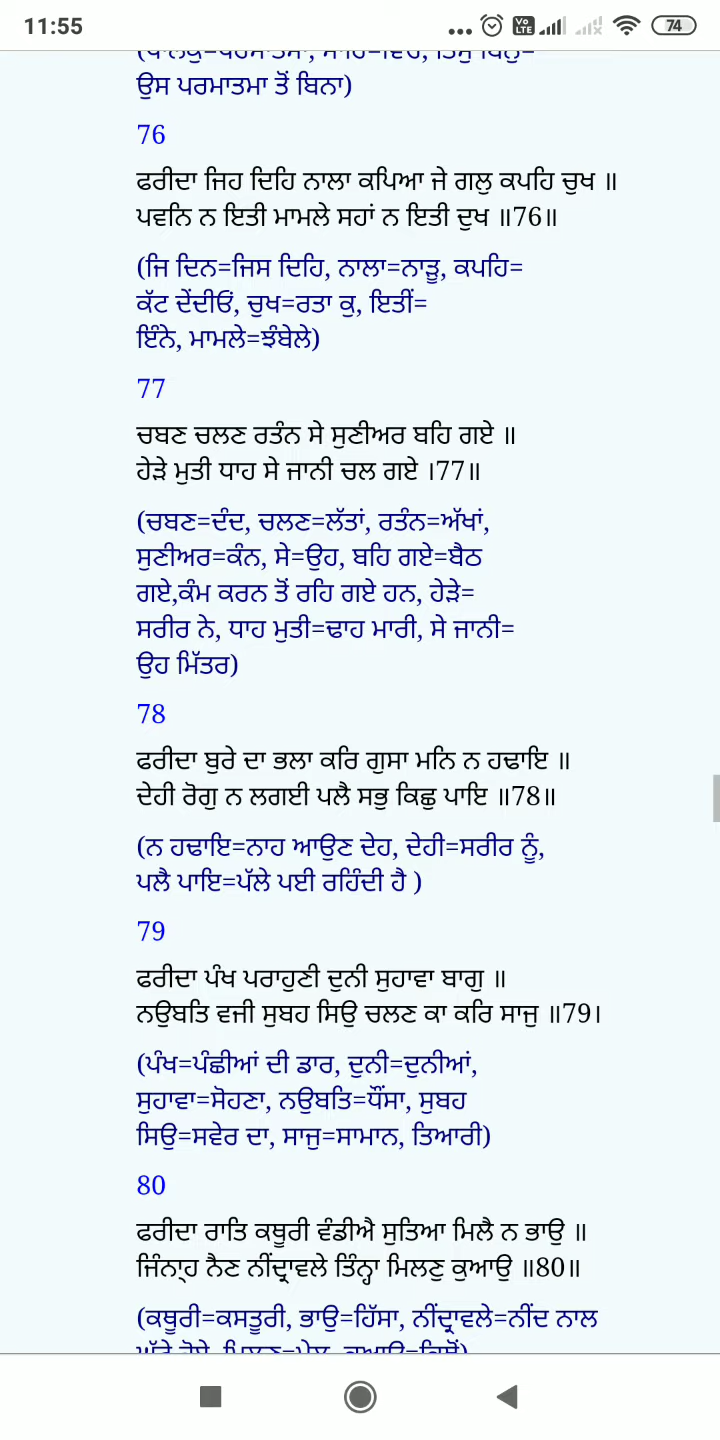 11:55
74
ਉਸ ਪਰਮਾਤਮਾ ਤੋਂ ਬਿਨਾ)
76
ਫਰੀਦਾ ਜਿਹ ਦਿਹਿ ਨਾਲਾ ਕਪਿਆ ਜੇ ਗਲੁ ਕਪਹਿ ਚੁਖ ॥
ਪਵਨਿ ਨ ਇਤੀ ਮਾਮਲੇ ਸਹਾਂ ਨ ਇਤੀ ਦੁਖ ॥76॥
(ਜਿ ਦਿਨ=ਜਿਸ ਦਿਹਿ, ਨਾਲਾ=ਨਾੜੂ, ਕਪਹਿ=
ਕੱਟ ਦੇਂਦੀਓਂ, ਚੁਖ=ਰਤਾ ਕੁ, ਇਤੀਂ=
ਇੰਨੇ, ਮਾਮਲੇ=ਝੰਬੇਲੇ)
77
ਚਬਣ ਚਲਣ ਰਤੰਨ ਸੇ ਸੁਣੀਅਰ ਬਹਿ ਗਏ ॥
ਹੇੜੇ ਮੁਤੀ ਧਾਹ ਸੇ ਜਾਨੀ ਚਲ ਗਏ ।77॥
(ਚਬਣ=ਦੰਦ, ਚਲਣ=ਲੱਤਾਂ, ਰਤੰਨ=ਅੱਖਾਂ,
ਸੁਣੀਅਰ=ਕੰਨ, ਸੇ=ਉਹ, ਬਹਿ ਗਏ=ਬੈਠ
ਗਏ,ਕੰਮ ਕਰਨ ਤੋਂ ਰਹਿ ਗਏ ਹਨ, ਹੇੜੇ=
ਸਰੀਰ ਨੇ, ਧਾਹ ਮੁਤੀ=ਢਾਹ ਮਾਰੀ, ਸੇ ਜਾਨੀ=
ਉਹ ਮਿੱਤਰ)
78
ਫਰੀਦਾ ਬੁਰੇ ਦਾ ਭਲਾ ਕਰਿ ਗੁਸਾ ਮਨਿ ਨ ਹਢਾਇ ॥
ਦੇਹੀ ਰੋਗੁ ਨ ਲਗਈ ਪਲੈ ਸਭੁ ਕਿਛੁ ਪਾਇ ॥78॥
(ਨ ਹਢਾਇ=ਨਾਹ ਆਉਣ ਦੇਹ, ਦੇਹੀ=ਸਰੀਰ ਨੂੰ,
ਪਲੈ ਪਾਇ=ਪੱਲੇ ਪਈ ਰਹਿੰਦੀ ਹੈ )
79
ਫਰੀਦਾ ਪੰਖ ਪਰਾਹੁਣੀ ਦੁਨੀ ਸੁਹਾਵਾ ਬਾਗੁ ॥
ਨਉਬਤਿ ਵਜੀ ਸੁਬਹ ਸਿਉ ਚਲਣ ਕਾ ਕਰਿ ਸਾਜੁ ॥79।
(ਪੰਖ=ਪੰਛੀਆਂ ਦੀ ਡਾਰ, ਦੁਨੀ=ਦੁਨੀਆਂ,
ਸੁਹਾਵਾ=ਸੋਹਣਾ, ਨਉਬਤਿ=ਧੌਂਸਾ, ਸੁਬਹ
ਸਿਉ=ਸਵੇਰ ਦਾ, ਸਾਜੁ=ਸਾਮਾਨ, ਤਿਆਰੀ)
80
ਫਰੀਦਾ ਰਾਤਿ ਕਥੂਰੀ ਵੰਡੀਐ ਸੁਤਿਆ ਮਿਲੈ ਨ ਭਾਉ ॥
ਜਿੰਨਾ੍ਹ ਨੈਣ ਨੀਂਦ੍ਰਾਵਲੇ ਤਿੰਨ੍ਹਾ ਮਿਲਣੁ ਕੁਆਉ ॥80॥
(ਕਥੂਰੀ=ਕਸਤੂਰੀ, ਭਾਉ=ਹਿੱਸਾ, ਨੀਂਦ੍ਰਾਵਲੇ=ਨੀਂਦ ਨਾਲ